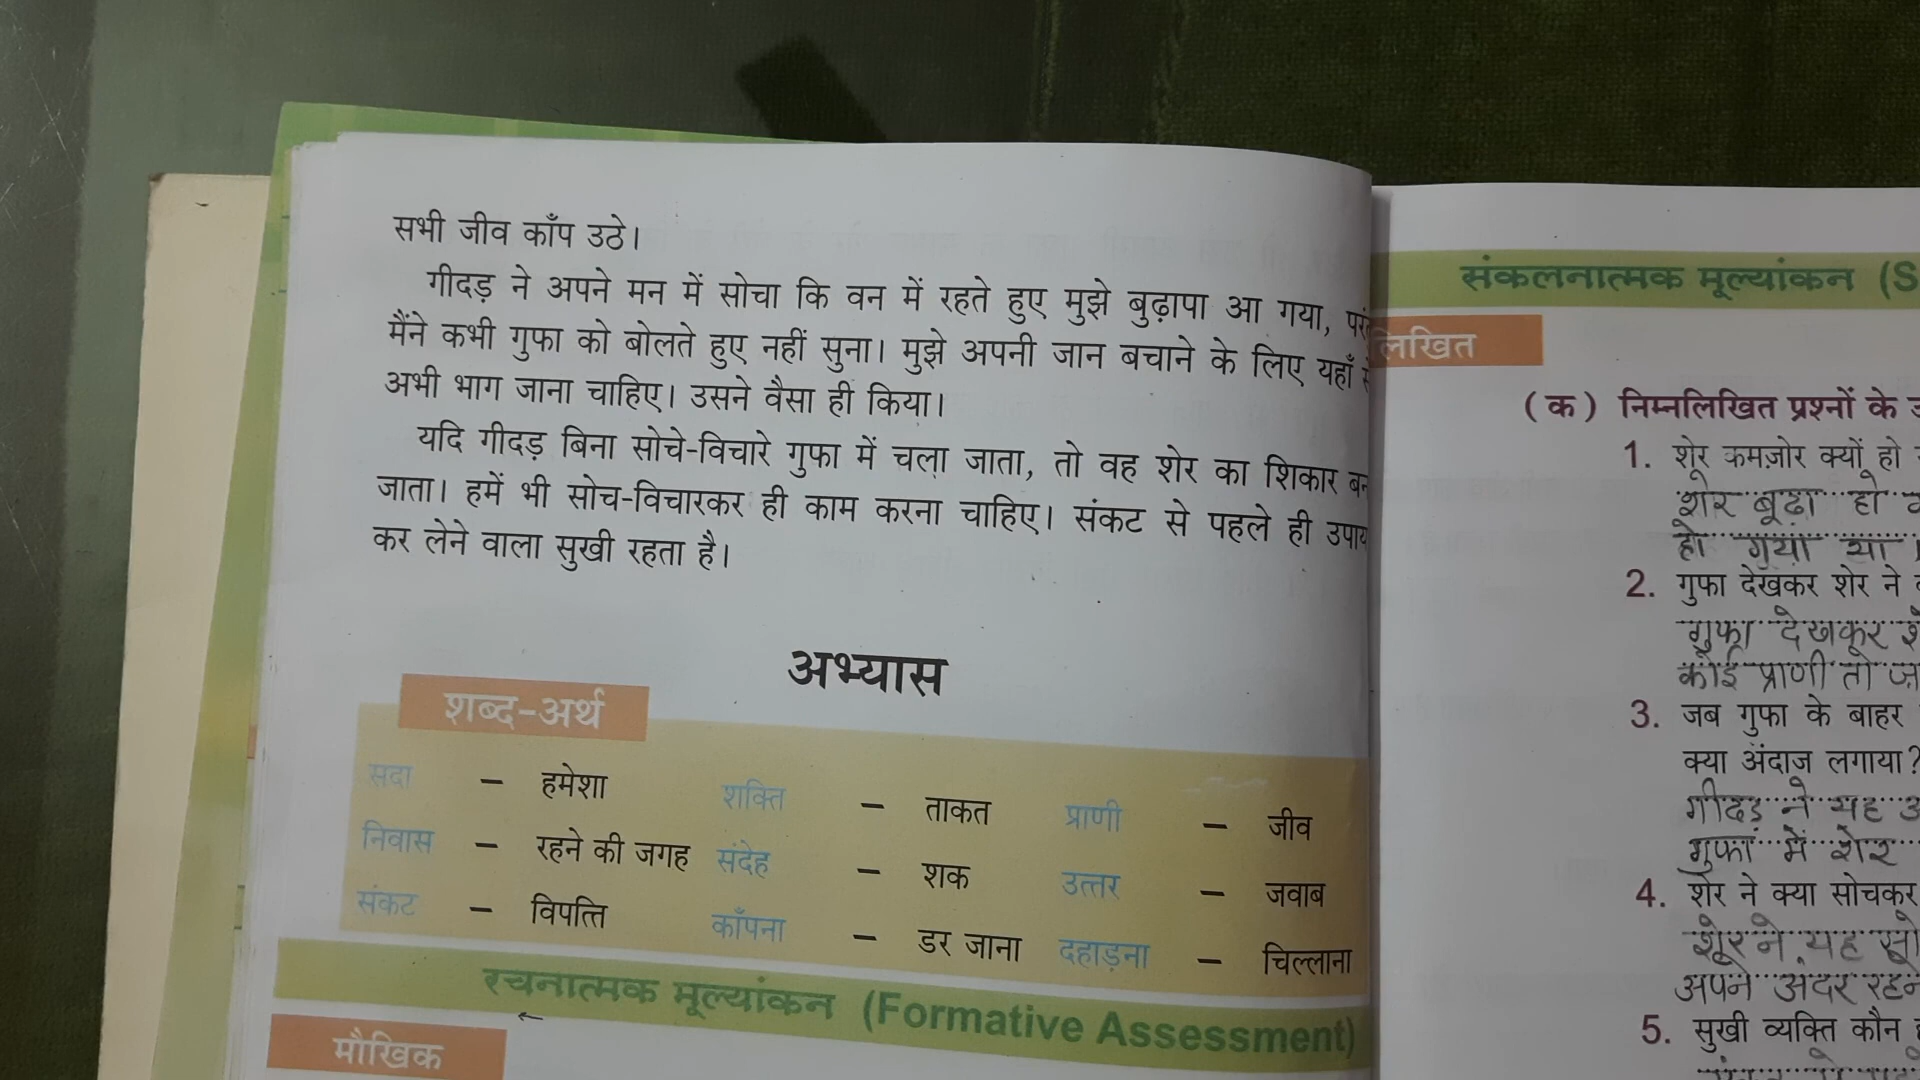 सभी जीव काँप उठे।
गीदड़ ने अपने मन में सोचा कि वन में रहते हुए मुझे बुढ़ापा आ गया,
मैंने कभी गुफा को बोलते हुए नहीं सुना। मुझे अपनी जान बचाने के लिए यहाँ
अभी भाग जाना चाहिए। उसने वैसा ही किया।
यदि गीदड़ बिना सोचे-विचारे गुफा में चला जाता, तो वह शेर का शिकार बन
जाता। हमें भी सोच-विचारकर ही काम करना चाहिए। संकट से पहले ही उपाय
कर लेने वाला सुखी रहता है।
अभ्यास
शब्द-अर्थ
सदा – हमेशा शक्ति – ताकत प्राणी – जीव
निवास – रहने की जगह संदेह – शक उत्तर – जवाब
संकट – विपत्ति काँपना – डर जाना दहाड़ना – चिल्लाना
रचनात्मक मूल्यांकन (Formative Assessment)
मौखिक
संकलनात्मक मूल्यांकन (S
लिखित
(क) निम्नलिखित प्रश्नों के
1. शेर कमज़ोर क्यों हो
शेर बूढ़ा हो
हो गया था।
2. गुफा देखकर शेर ने
गुफा देखकर
कोई प्राणी तो
3. जब गुफा के बाहर
क्या अंदाज़ लगाया?
गीदड़ ने यह
गुफा में शेर
4. शेर ने क्या सोचकर
शेर ने यह
अपने अंदर
5. सुखी व्यक्ति कौन